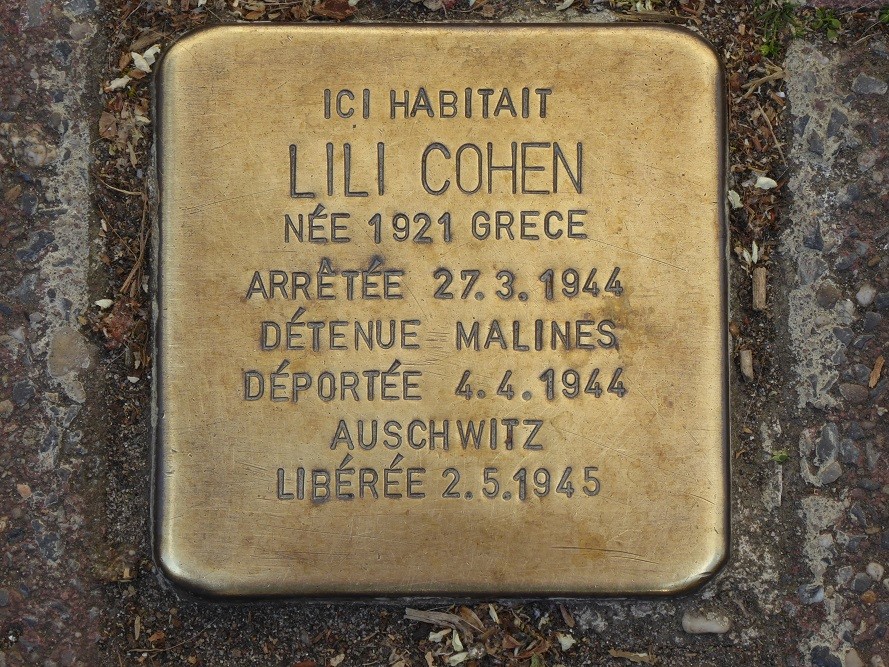 ICI HABITAIT
LILI COHEN
NÉE 1921 GRECE
ARRÊTÉE 27.3.1944
DÉTENUE MALINES
DÉPORTÉE 4.4.1944
AUSCHWITZ
LIBÉRÉE 2.5.1945